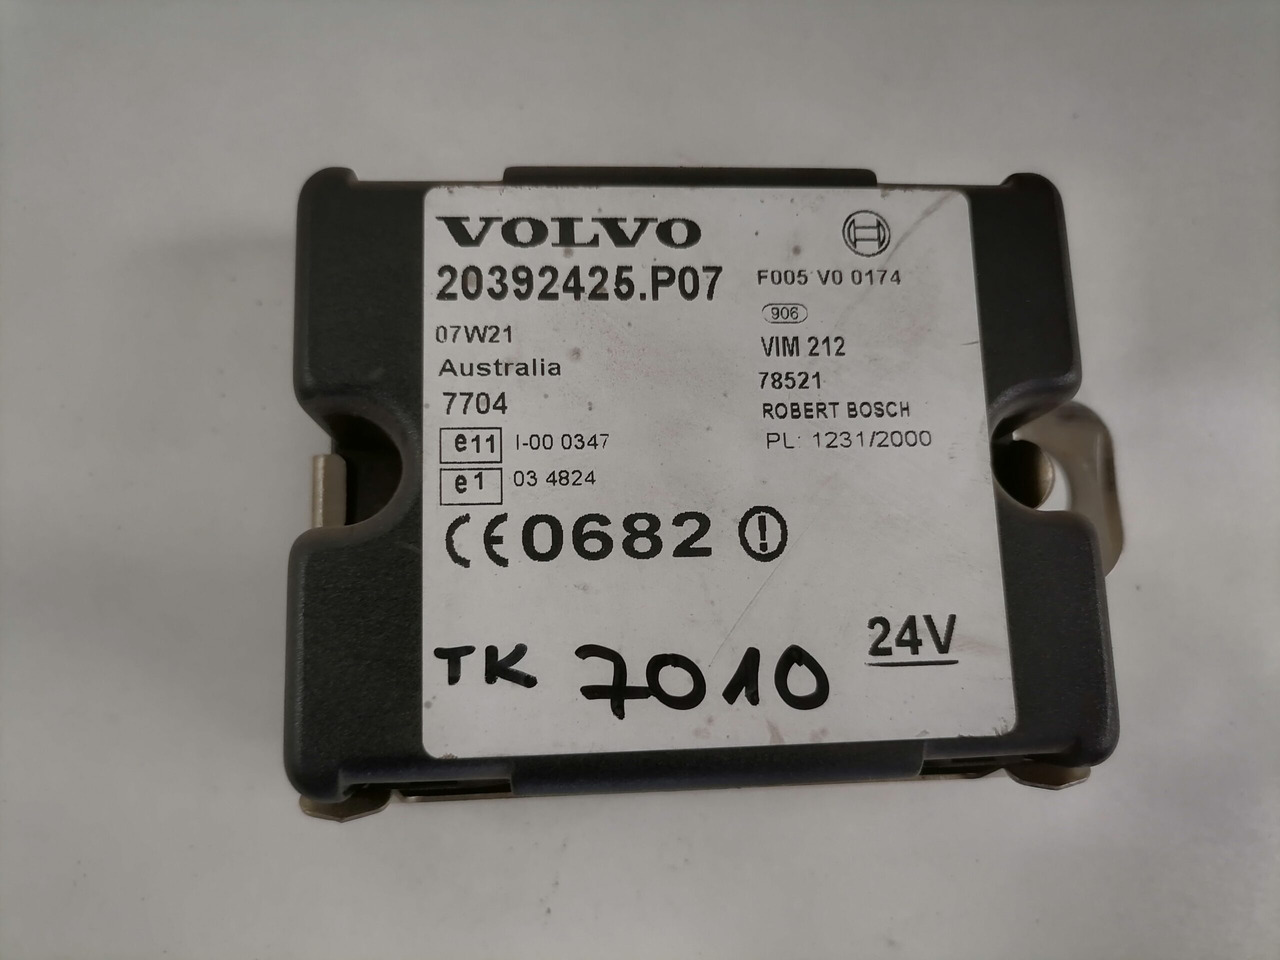 VOLVO
20392425.P07
07W21
Australia
7704
e11 I-00 0347
e1 03 4824
CE0682
F005 V0 0174
906
VIM 212
78521
ROBERT BOSCH
PL: 1231/2000
24V
TK 7010